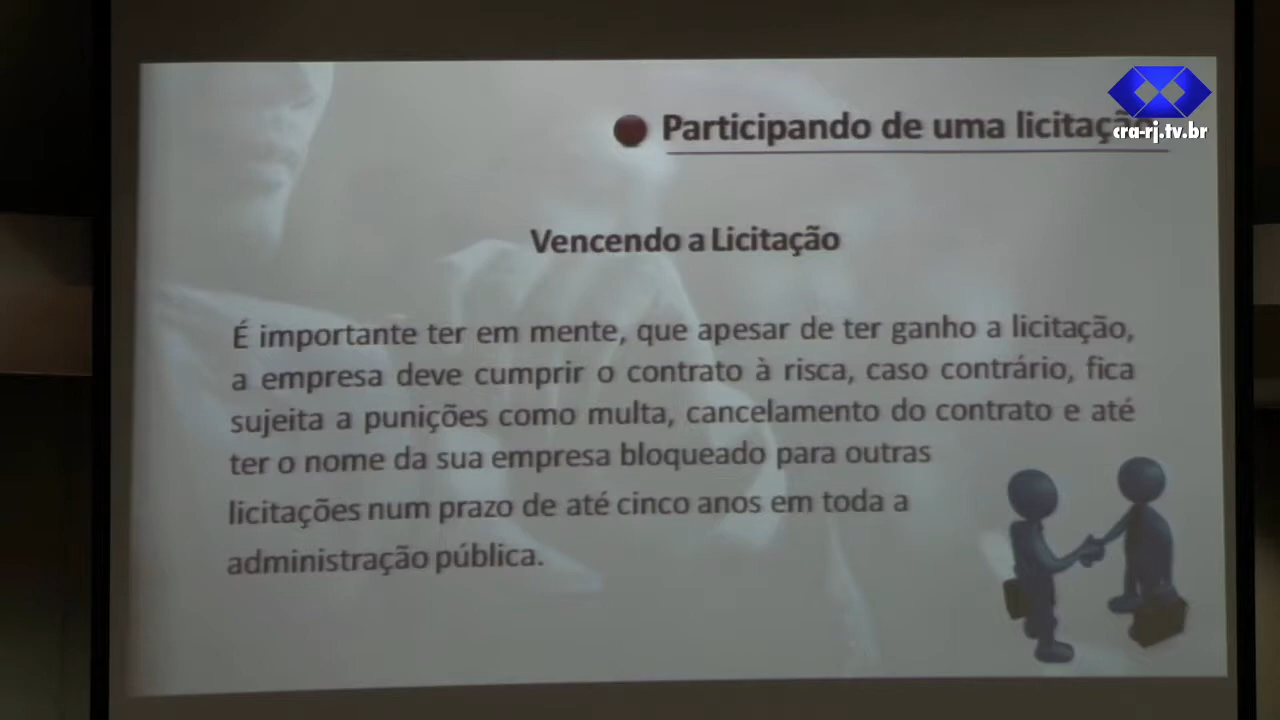 Participando de uma licitação
cra-rj.tv.br
Vencendo a Licitação
É importante ter em mente, que apesar de ter ganho a licitação,
a empresa deve cumprir o contrato à risca, caso contrário, fica
sujeita a punições como multa, cancelamento do contrato e até
ter o nome da sua empresa bloqueado para outras
licitações num prazo de até cinco anos em toda a
administração pública.